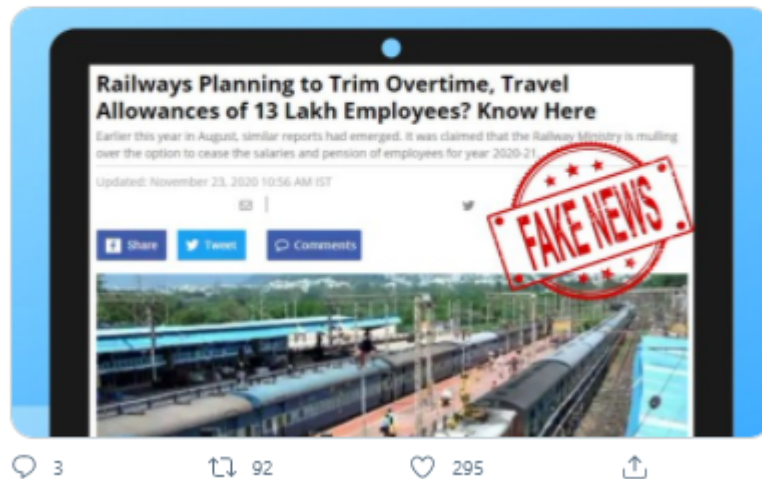 Railways Planning to Trim Overtime, Travel
Allowances of 13 Lakh Employees? Know Here
Earlier this year in August, similar reports had emerged. It was claimed that the Railway Ministry is mulling
over the option to cease the salaries and pension of employees for year 2020-21.
Updated: November 23, 2020 10:56 AM IST
FAKE NEWS
f Share Tweet Comments
3 92 295